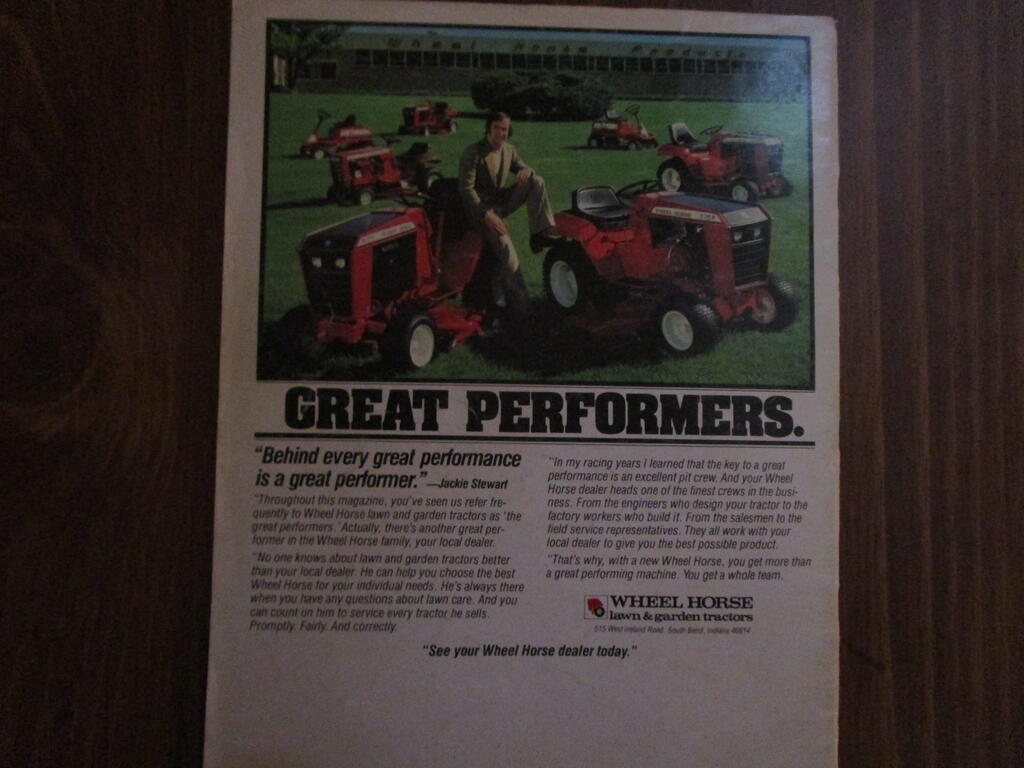 Wheel Horse Products
GREAT PERFORMERS.
"Behind every great performance
is a great performer." —Jackie Stewart
"Throughout this magazine, you've seen us refer fre-
quently to Wheel Horse lawn and garden tractors as 'the
great performers.' Actually, there's another great per-
former in the Wheel Horse family, your local dealer.
"No one knows about lawn and garden tractors better
than your local dealer. He can help you choose the best
Wheel Horse for your individual needs. He's always there
when you have any questions about lawn care. And you
can count on him to service every tractor he sells.
Promptly. Fairly. And correctly.
"In my racing years I learned that the key to a great
performance is an excellent pit crew. And your Wheel
Horse dealer heads one of the finest crews in the busi-
ness. From the engineers who design your tractor to the
factory workers who build it. From the salesmen to the
field service representatives. They all work with your
local dealer to give you the best possible product.
"That's why, with a new Wheel Horse, you get more than
a great performing machine. You get a whole team.
WHEEL HORSE
lawn & garden tractors
515 West Ireland Road, South Bend, Indiana 46614
"See your Wheel Horse dealer today."